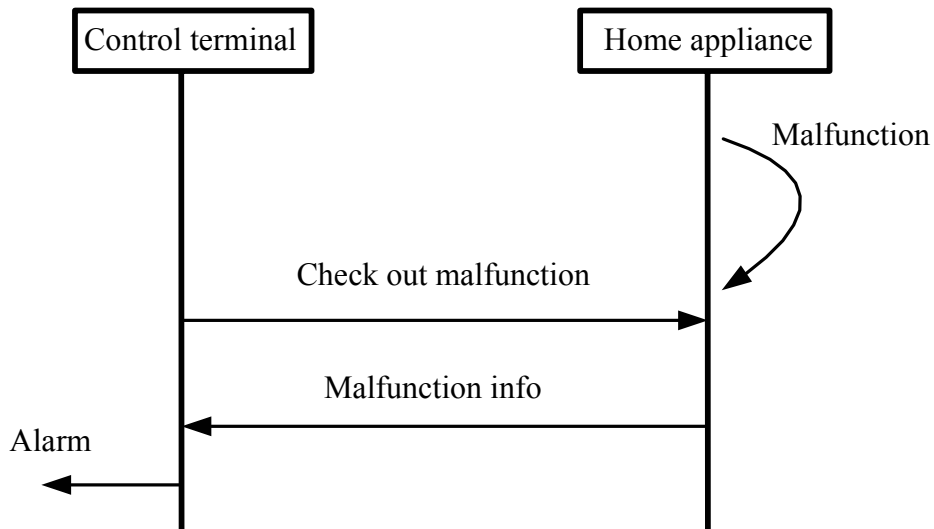 Control terminal
Home appliance
Malfunction
Check out malfunction
Malfunction info
Alarm